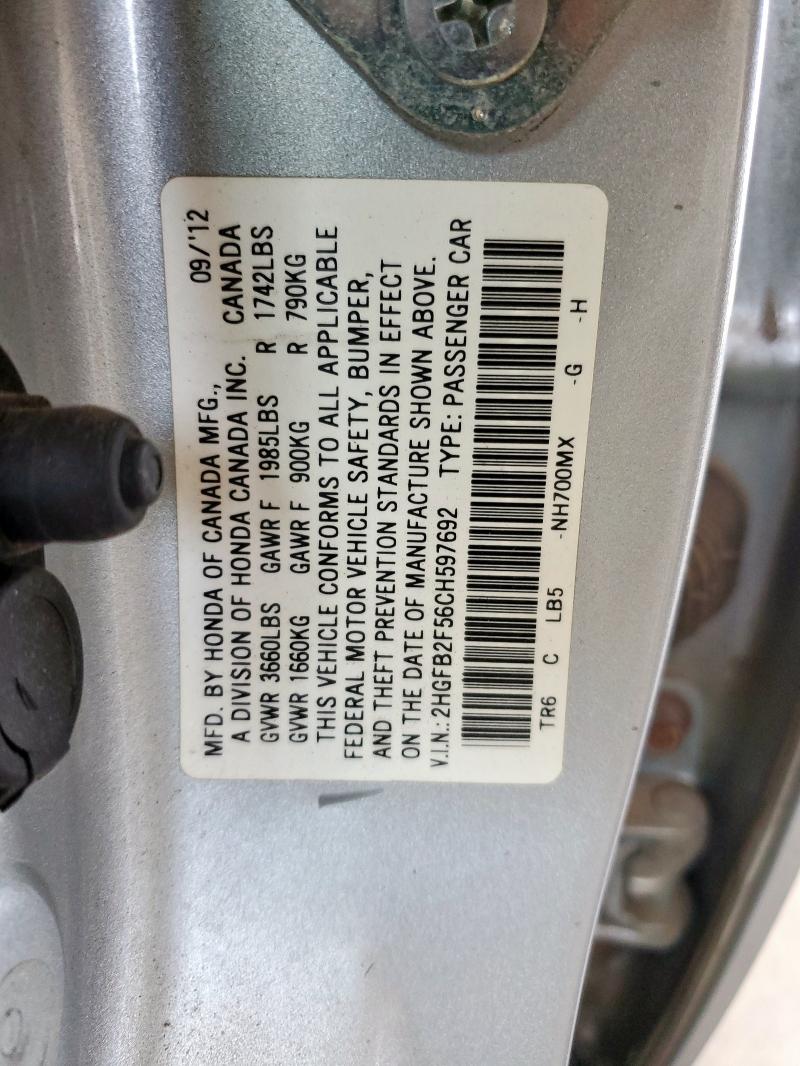 MFD. BY HONDA OF CANADA MFG., 09/'12
A DIVISION OF HONDA CANADA INC. CANADA
GVWR 3660LBS GAWR F 1985LBS R 1742LBS
GVWR 1660KG GAWR F 900KG R 790KG
THIS VEHICLE CONFORMS TO ALL APPLICABLE
FEDERAL MOTOR VEHICLE SAFETY, BUMPER,
AND THEFT PREVENTION STANDARDS IN EFFECT
ON THE DATE OF MANUFACTURE SHOWN ABOVE.
V.I.N.: 2HGFB2F56CH597692 TYPE: PASSENGER CAR
TR6 C LB5 -NH700MX -G -H